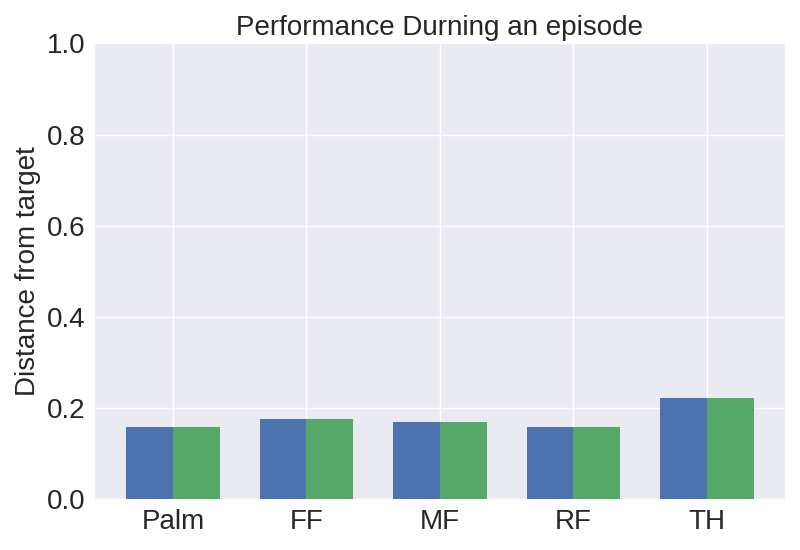 Performance Durning an episode
Distance from target
1.0
0.8
0.6
0.4
0.2
0.0
Palm FF MF RF TH